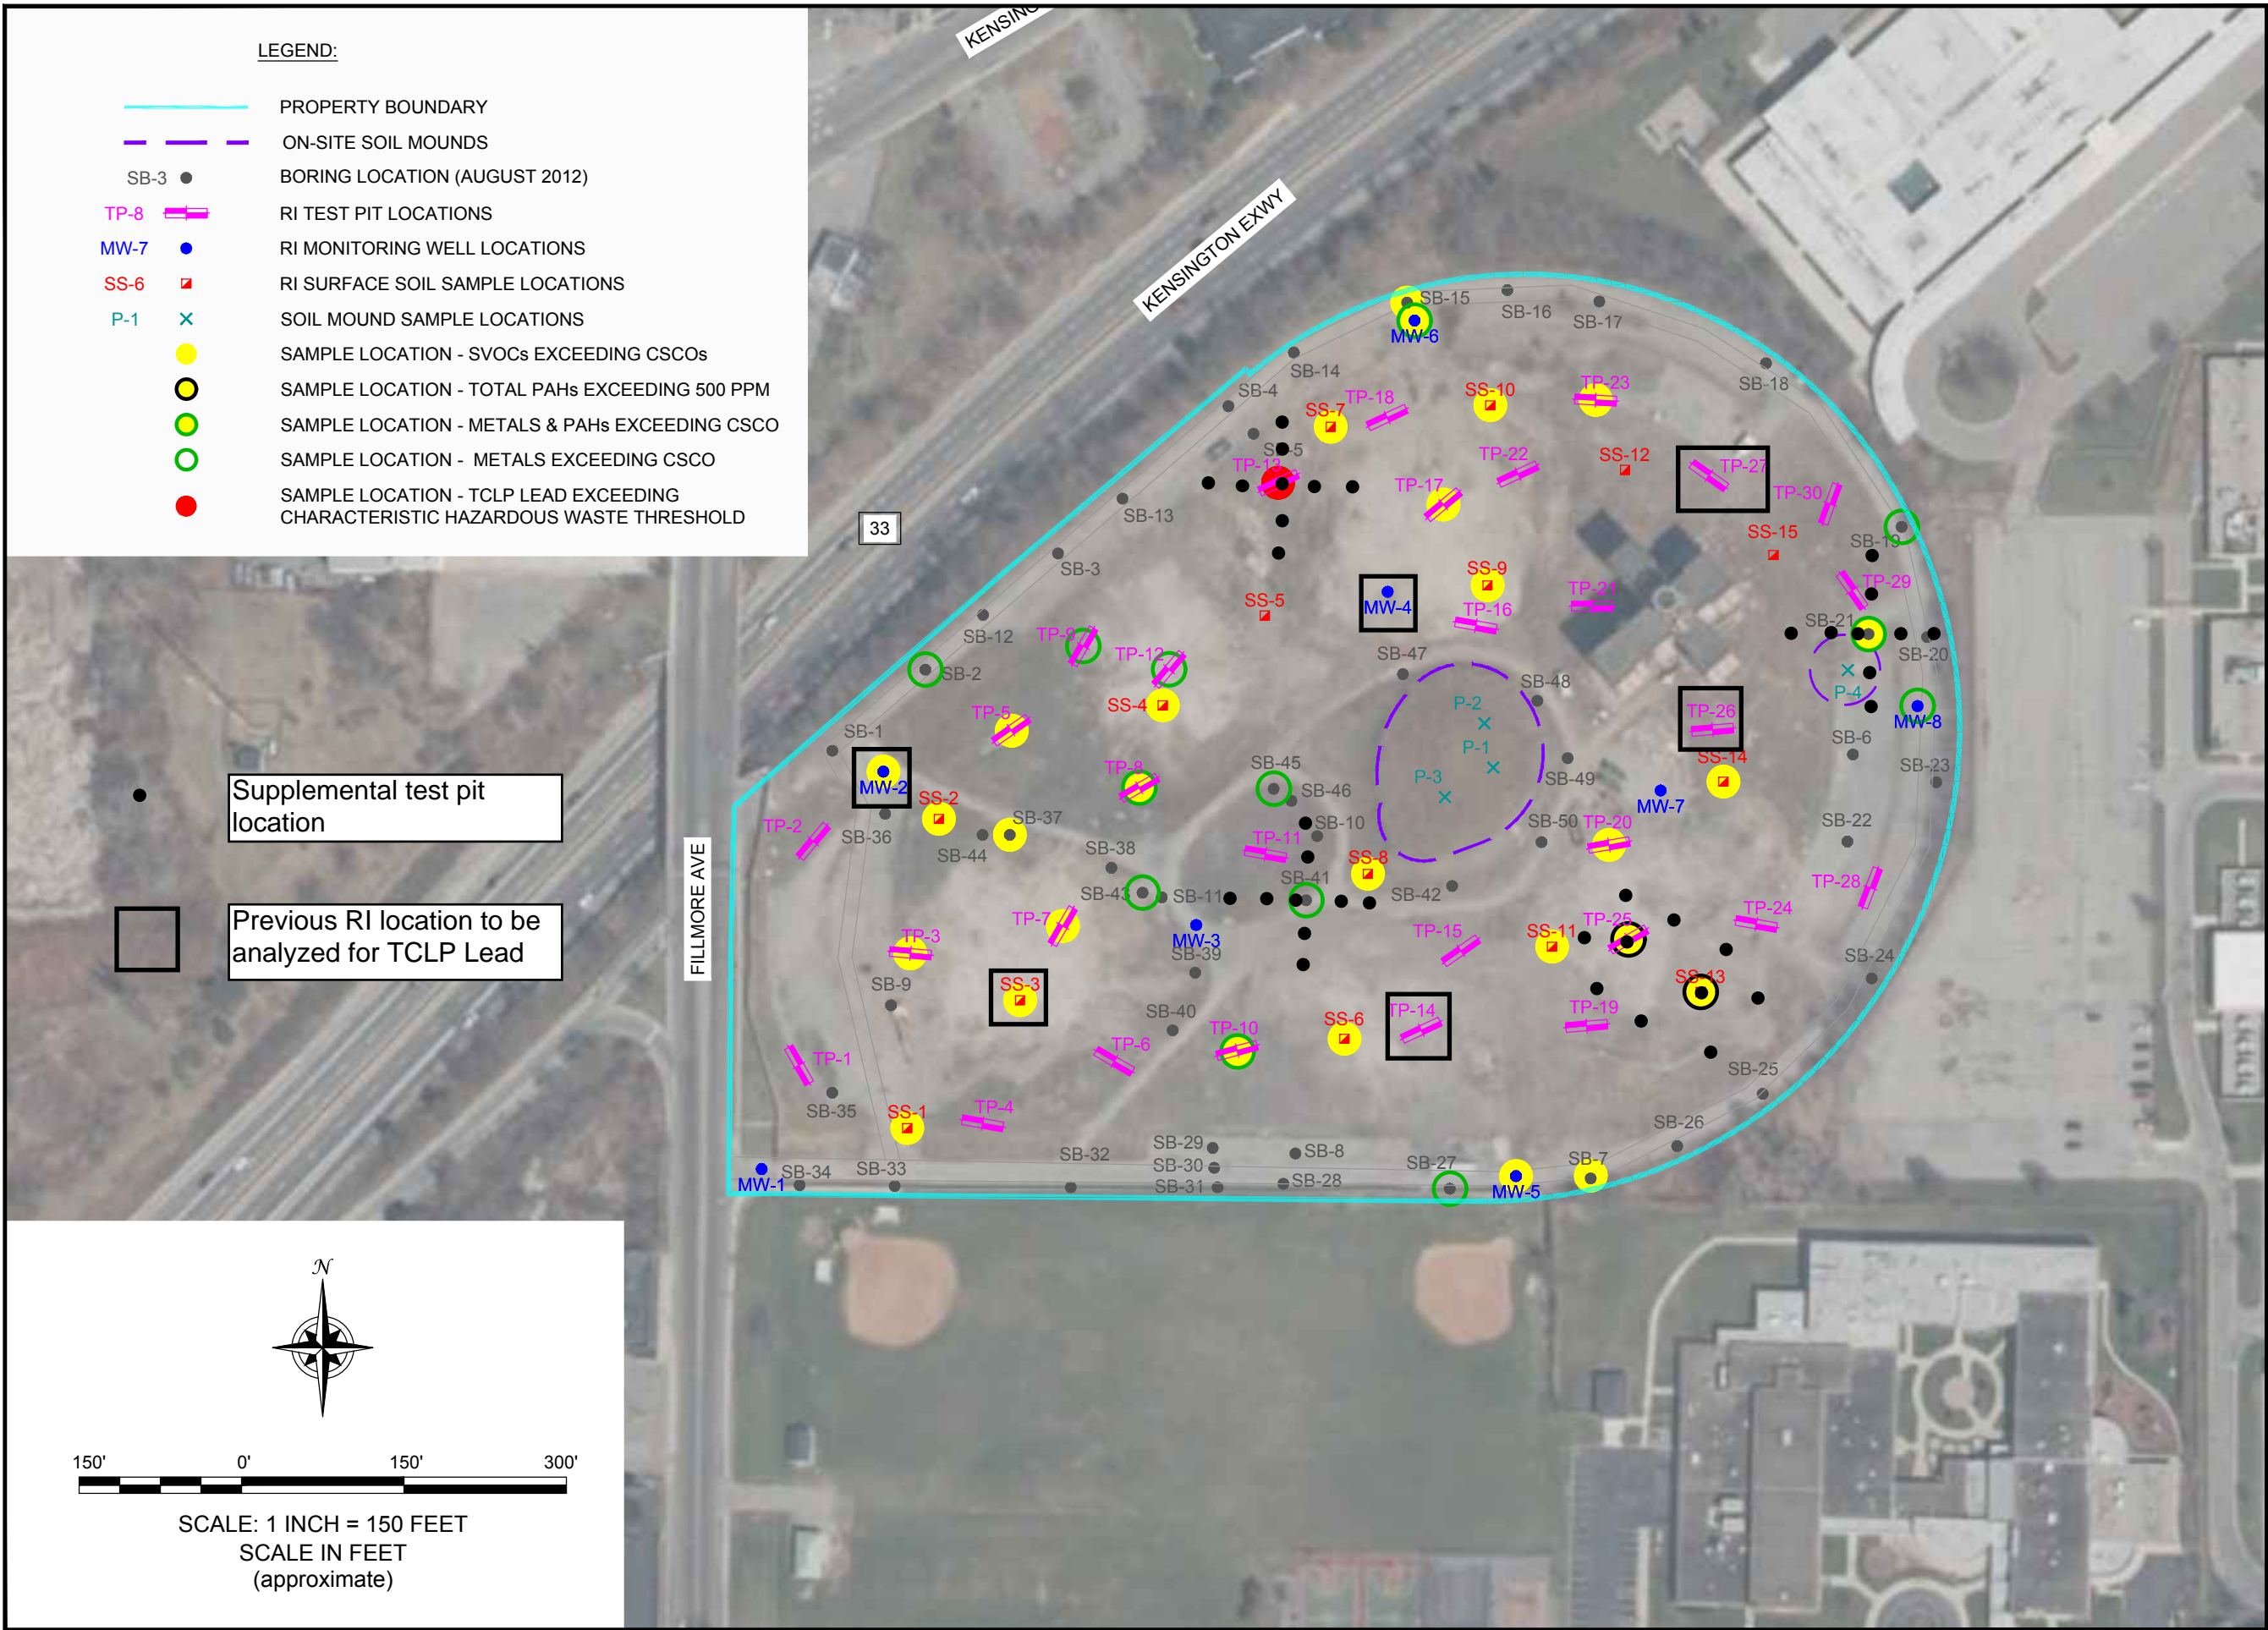 KENSING
LEGEND:
PROPERTY BOUNDARY
ON-SITE SOIL MOUNDS
SB-3 BORING LOCATION (AUGUST 2012)
TP-8 RI TEST PIT LOCATIONS
MW-7 RI MONITORING WELL LOCATIONS
SS-6 RI SURFACE SOIL SAMPLE LOCATIONS
P-1 SOIL MOUND SAMPLE LOCATIONS
SAMPLE LOCATION - SVOCs EXCEEDING CSCOs
SAMPLE LOCATION - TOTAL PAHs EXCEEDING 500 PPM
SAMPLE LOCATION - METALS & PAHs EXCEEDING CSCO
SAMPLE LOCATION - METALS EXCEEDING CSCO
SAMPLE LOCATION - TCLP LEAD EXCEEDING
CHARACTERISTIC HAZARDOUS WASTE THRESHOLD
Supplemental test pit
location
Previous RI location to be
analyzed for TCLP Lead
KENSINGTON EXWY
33
FILLMORE AVE
SB-15
SB-16
SB-17
MW-6
SB-14
SB-18
SB-4
TP-18
SS-10
TP-23
SS-7
SB-5
TP-13
TP-22
SS-12
TP-27
TP-17
TP-30
SB-13
SS-15
SB-19
SB-3
SS-9
TP-29
SS-5
MW-4
TP-16
TP-21
SB-12
SB-21
TP-9
TP-12
SB-47
SB-20
SB-2
SB-48
P-4
SS-4
P-2
TP-26
TP-5
MW-8
SB-1
P-1
SB-6
SB-45
SB-49
SS-14
SB-23
TP-8
P-3
MW-2
SS-2
SB-46
MW-7
TP-2
SB-36
SB-37
SB-10
SB-50
TP-20
SB-22
SB-44
SB-38
TP-11
SS-8
SB-43
SB-11
SB-41
SB-42
TP-28
TP-7
TP-25
TP-24
TP-3
MW-3
TP-15
SS-11
SB-39
SB-24
SS-13
SS-3
SB-9
TP-14
TP-19
SB-40
TP-10
SS-6
TP-6
TP-1
SB-25
SB-35
SS-1
TP-4
SB-26
SB-29
SB-32
SB-8
SB-30
SB-27
SB-7
SB-34
SB-33
SB-31
SB-28
MW-1
MW-5
N
150' 0' 150' 300'
SCALE: 1 INCH = 150 FEET
SCALE IN FEET
(approximate)